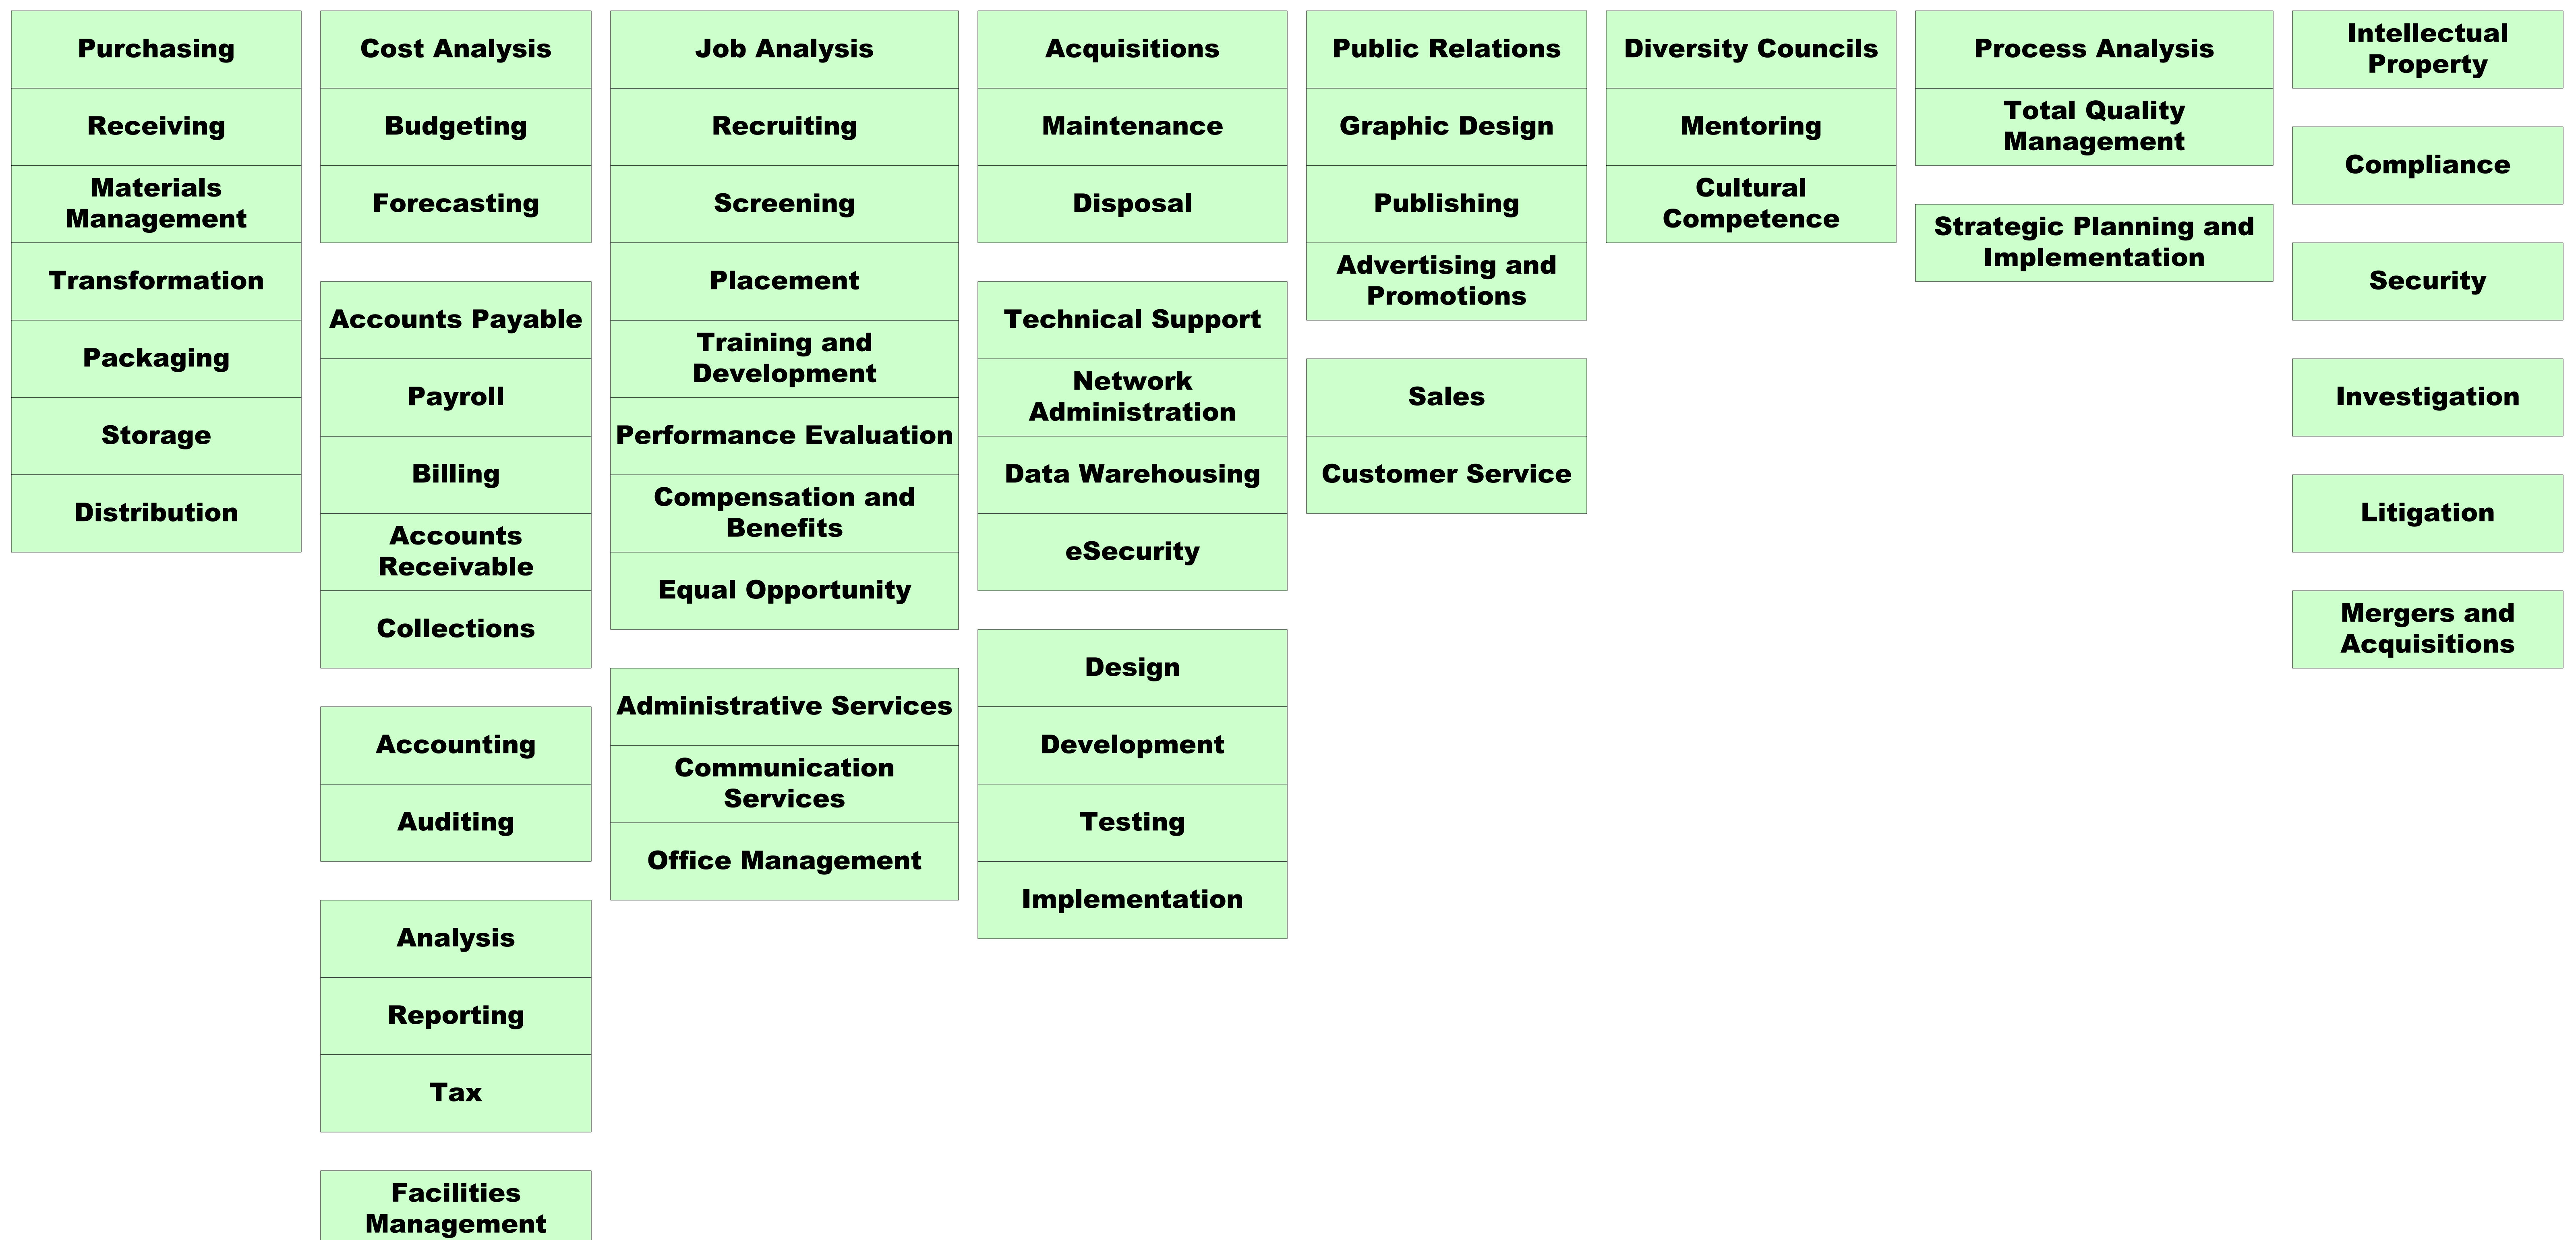 Purchasing
Receiving
Materials
Management
Transformation
Packaging
Storage
Distribution
Cost Analysis
Budgeting
Forecasting
Accounts Payable
Payroll
Billing
Accounts
Receivable
Collections
Accounting
Auditing
Analysis
Reporting
Tax
Facilities
Management
Job Analysis
Recruiting
Screening
Placement
Training and
Development
Performance Evaluation
Compensation and
Benefits
Equal Opportunity
Administrative Services
Communication
Services
Office Management
Acquisitions
Maintenance
Disposal
Technical Support
Network
Administration
Data Warehousing
eSecurity
Design
Development
Testing
Implementation
Public Relations
Graphic Design
Publishing
Advertising and
Promotions
Sales
Customer Service
Diversity Councils
Mentoring
Cultural
Competence
Process Analysis
Total Quality
Management
Strategic Planning and
Implementation
Intellectual
Property
Compliance
Security
Investigation
Litigation
Mergers and
Acquisitions